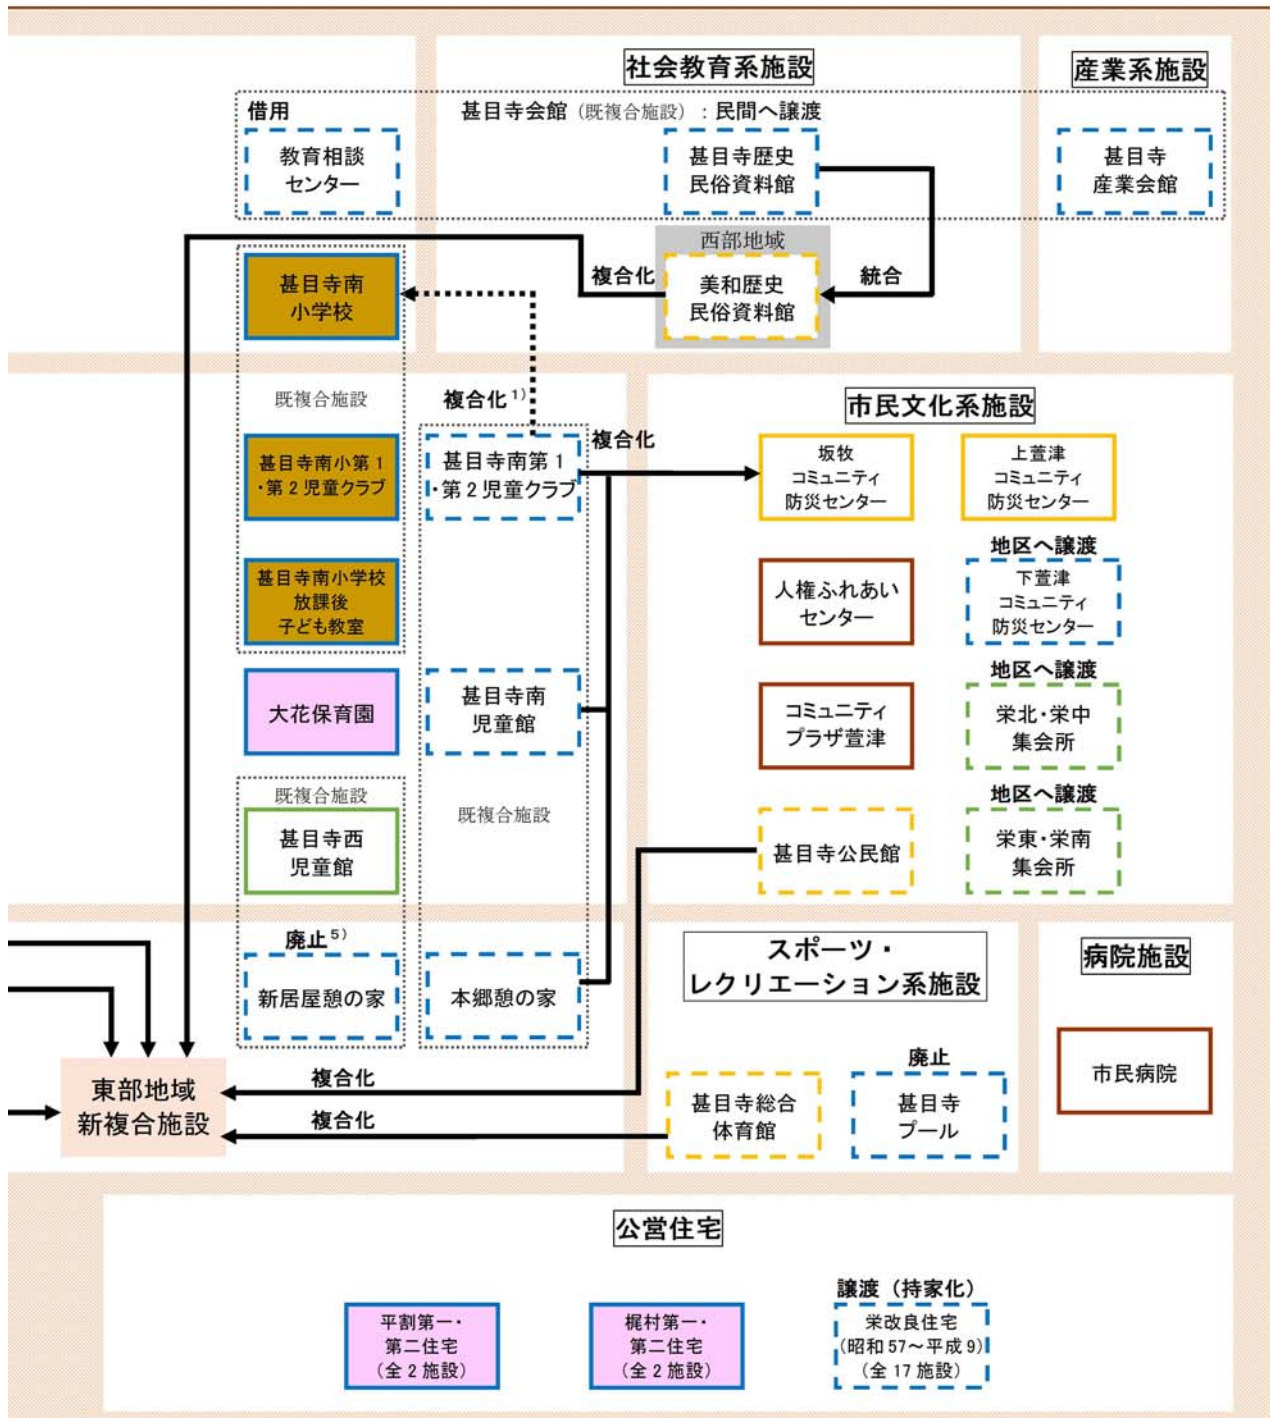 社会教育系施設
産業系施設
借用
甚目寺会館（既複合施設）：民間へ譲渡
教育相談
センター
甚目寺歴史
民俗資料館
甚目寺
産業会館
西部地域
複合化
美和歴史
民俗資料館
統合
甚目寺南
小学校
既複合施設
複合化1)
複合化
市民文化系施設
甚目寺南小第1
・第2児童クラブ
甚目寺南第1
・第2児童クラブ
坂牧
コミュニティ
防災センター
上萱津
コミュニティ
防災センター
甚目寺南小学校
放課後
子ども教室
人権ふれあい
センター
地区へ譲渡
下萱津
コミュニティ
防災センター
大花保育園
甚目寺南
児童館
コミュニティ
プラザ萱津
地区へ譲渡
栄北・栄中
集会所
既複合施設
甚目寺西
児童館
既複合施設
甚目寺公民館
地区へ譲渡
栄東・栄南
集会所
廃止5)
新居屋憩の家
本郷憩の家
スポーツ・
レクリエーション系施設
病院施設
東部地域
新複合施設
複合化
複合化
甚目寺総合
体育館
廃止
甚目寺
プール
市民病院
公営住宅
平割第一・
第二住宅
（全2施設）
梶村第一・
第二住宅
（全2施設）
譲渡（持家化）
栄改良住宅
（昭和57～平成9）
（全17施設）